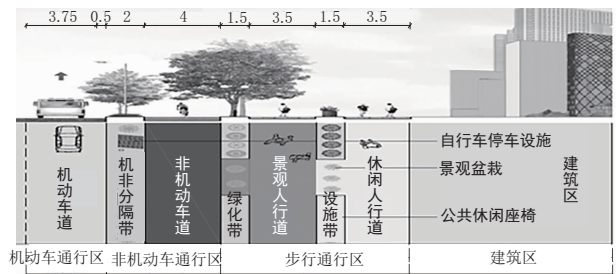 3.75 0.5 2 4 1.5 3.5 1.5 3.5
自行车停车设施
景观盆栽
公共休闲座椅
机动车道
机非分隔带
非机动车道
绿化带
景观人行道
设施带
休闲人行道
建筑区
机动车通行区 非机动车通行区 步行通行区 建筑区